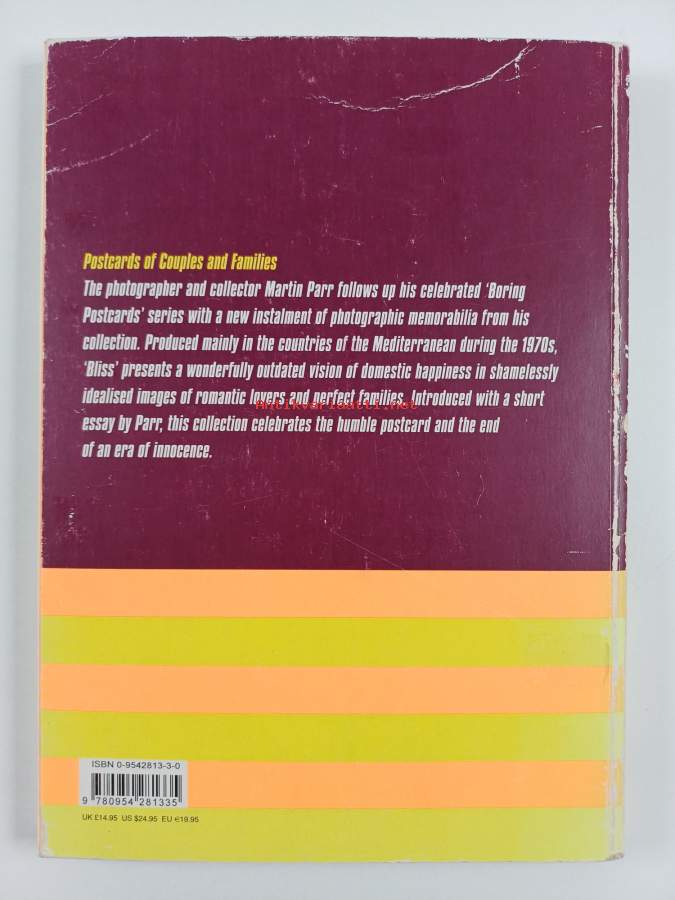 Postcards of Couples and Families
The photographer and collector Martin Parr follows up his celebrated 'Boring
Postcards' series with a new instalment of photographic memorabilia from his
collection. Produced mainly in the countries of the Mediterranean during the 1970s,
'Bliss' presents a wonderfully outdated vision of domestic happiness in shamelessly
idealised images of romantic lovers and perfect families. Introduced with a short
Antikvariaatti.net
essay by Parr, this collection celebrates the humble postcard and the end
of an era of innocence.
ISBN 0-9542813-3-0
9 780954 281335
UK £14.95 US $24.95 EU €19.95